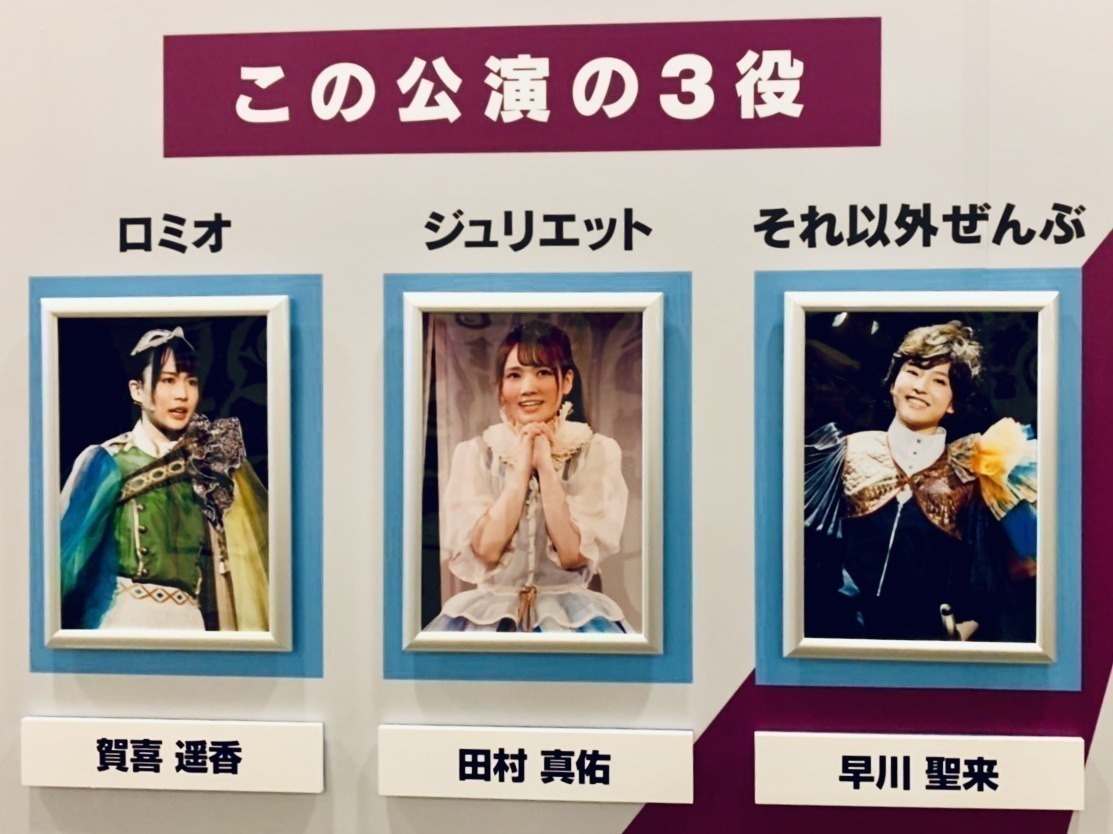 この公演の3役
ロミオ
ジュリエット
それ以外ぜんぶ
賀喜 遥香
田村 真佑
早川 聖来